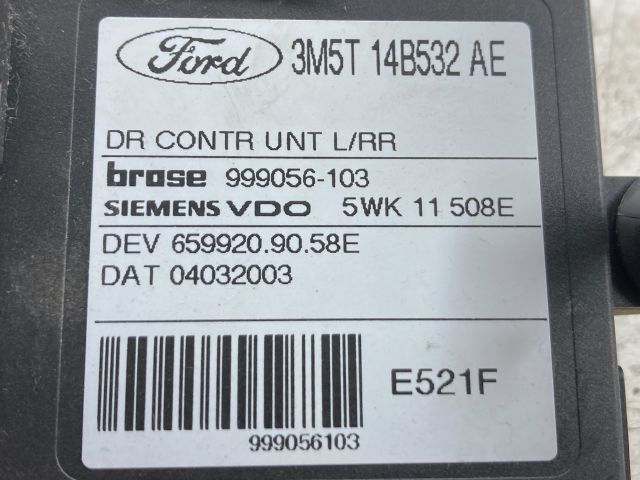 Ford 3M5T 14B532 AE
DR CONTR UNT L/RR
brose 999056-103
SIEMENS VDO 5WK 11 508E
DEV 659920.90.58E
DAT 04032003
E521F
999056103